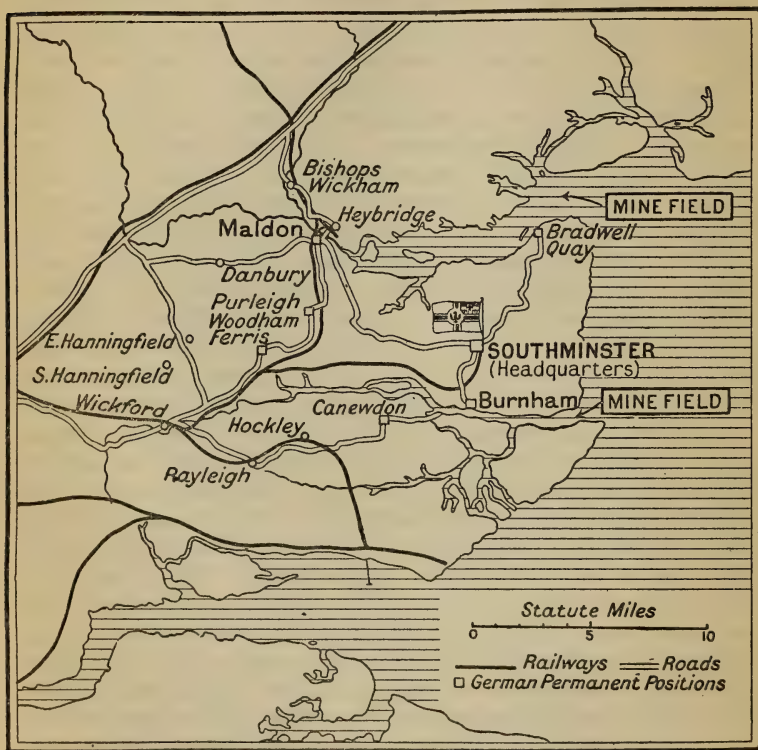 Bishops
Wickham
MINE FIELD
Heybridge
Maldon
Bradwell
Quay
Danbury
Purleigh
Woodham
Ferris
E. Hanningfield
SOUTHMINSTER
(Headquarters)
S. Hanningfield
Wickford
Canewdon
Burnham
MINE FIELD
Hockley
Rayleigh
Statute Miles
0 5 10
Railways Roads
German Permanent Positions